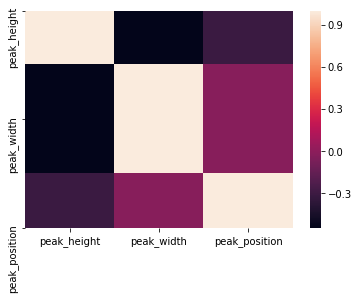 peak_height
peak_width
peak_position
peak_height
peak_width
peak_position
0.9
0.6
0.3
0.0
−0.3